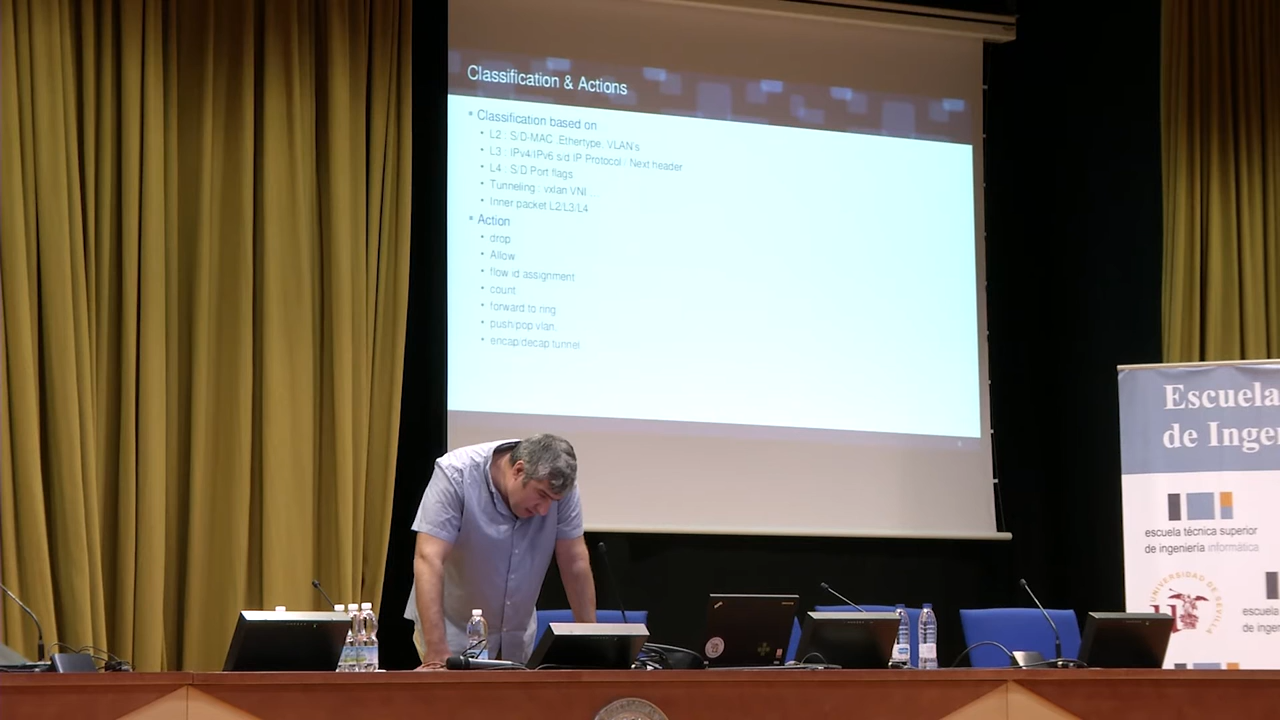 Classification & Actions
Classification based on
L2 : S/D-MAC, Ethertype, VLAN's
L3 : IPv4/IPv6 s/d IP Protocol / Next header
L4 : S/D Port flags
Tunneling : vxlan VNI ...
Inner packet L2/L3/L4
Action
drop
Allow
flow id assignment
count
forward to ring
push/pop vlan
encap/decap tunnel
Escuela
de Inge
escuela técnica superior
de ingeniería informática
UNIVERSIDAD DE SEVILLA
escuela
de inge